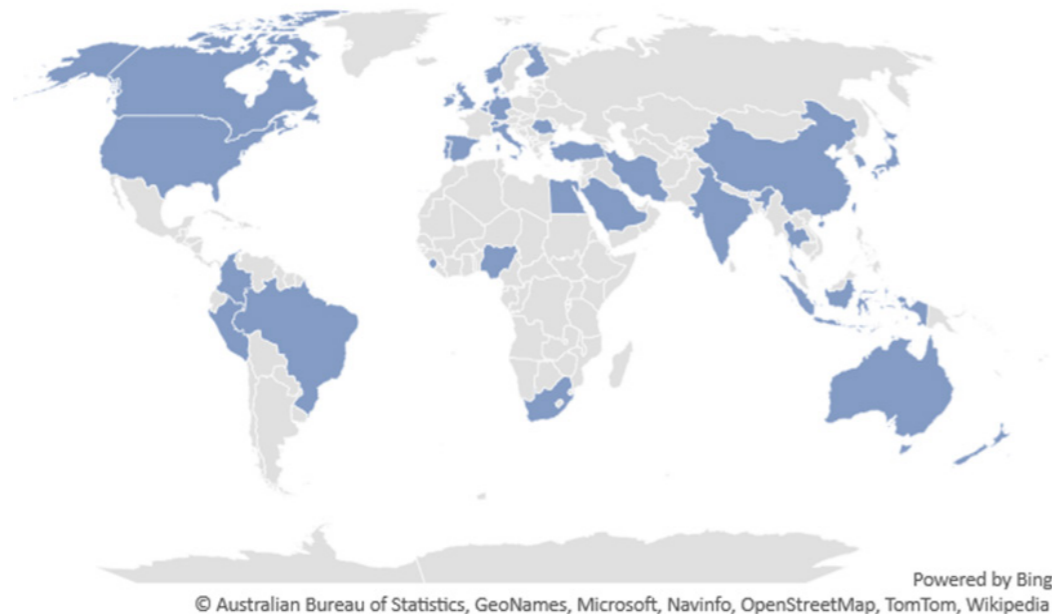 Powered by Bing
© Australian Bureau of Statistics, GeoNames, Microsoft, Navinfo, OpenStreetMap, TomTom, Wikipedia